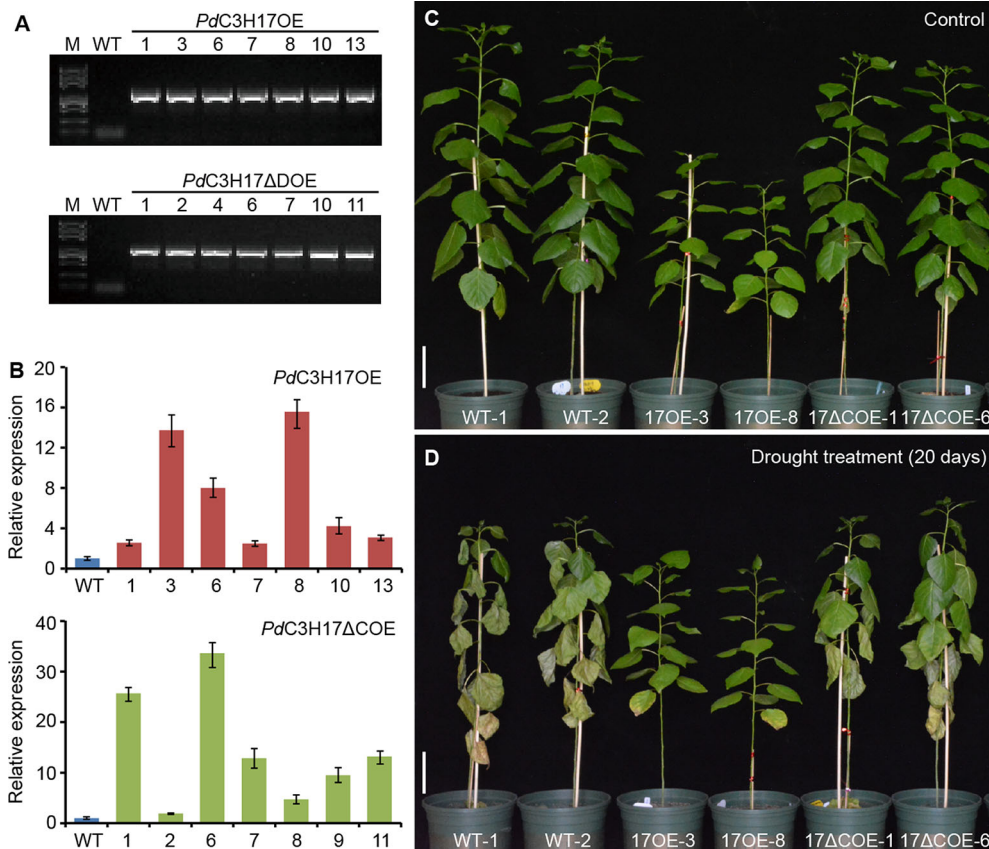 A
PdC3H17OE
M WT 1 3 6 7 8 10 13
PdC3H17ΔDOE
M WT 1 2 4 6 7 10 11
B
Relative expression
PdC3H17OE
20
16
12
8
4
0
WT 1 3 6 7 8 10 13
Relative expression
PdC3H17ΔCOE
40
30
20
10
0
WT 1 2 6 7 8 9 11
C
Control
WT-1 WT-2 17OE-3 17OE-8 17ΔCOE-1 17ΔCOE-6
D
Drought treatment (20 days)
WT-1 WT-2 17OE-3 17OE-8 17ΔCOE-1 17ΔCOE-6